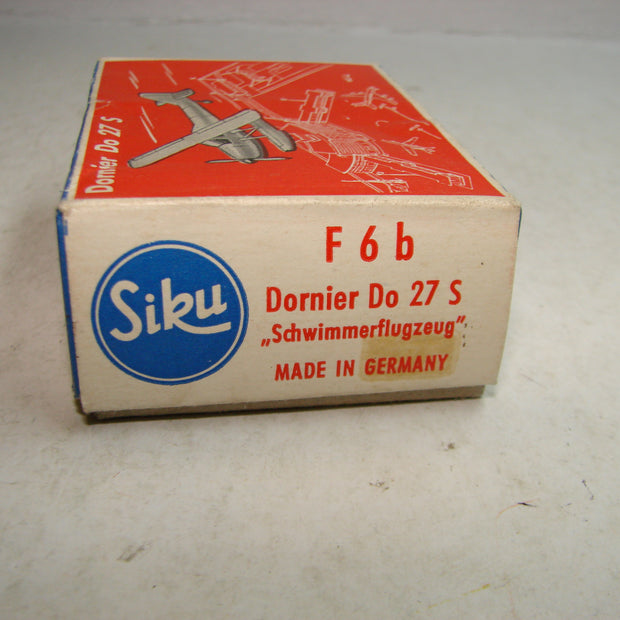 Dornier Do 27 S
Siku
F 6 b
Dornier Do 27 S
„Schwimmerflugzeug"
MADE IN GERMANY